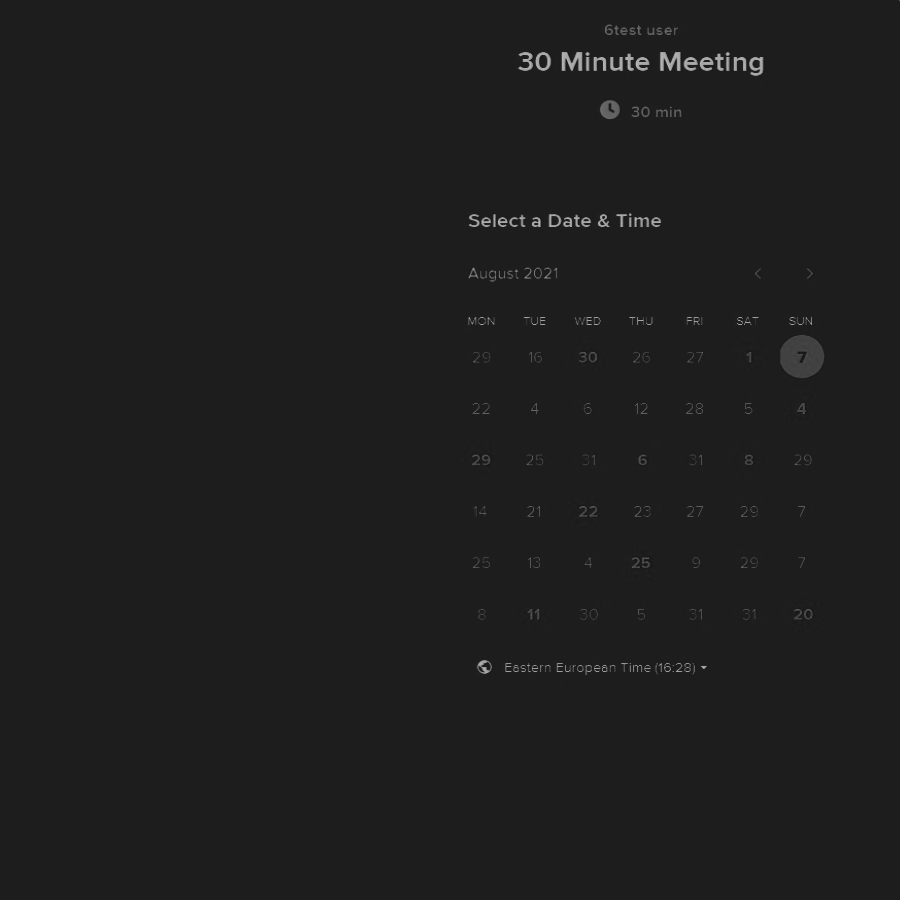 6test user
30 Minute Meeting
30 min
Select a Date & Time
August 2021
MON TUE WED THU FRI SAT SUN
29 16 30 26 27 1 7
22 4 6 12 28 5 4
29 25 31 6 31 8 29
14 21 22 23 27 29 7
25 13 4 25 9 29 7
8 11 30 5 31 31 20
Eastern European Time (16:28)